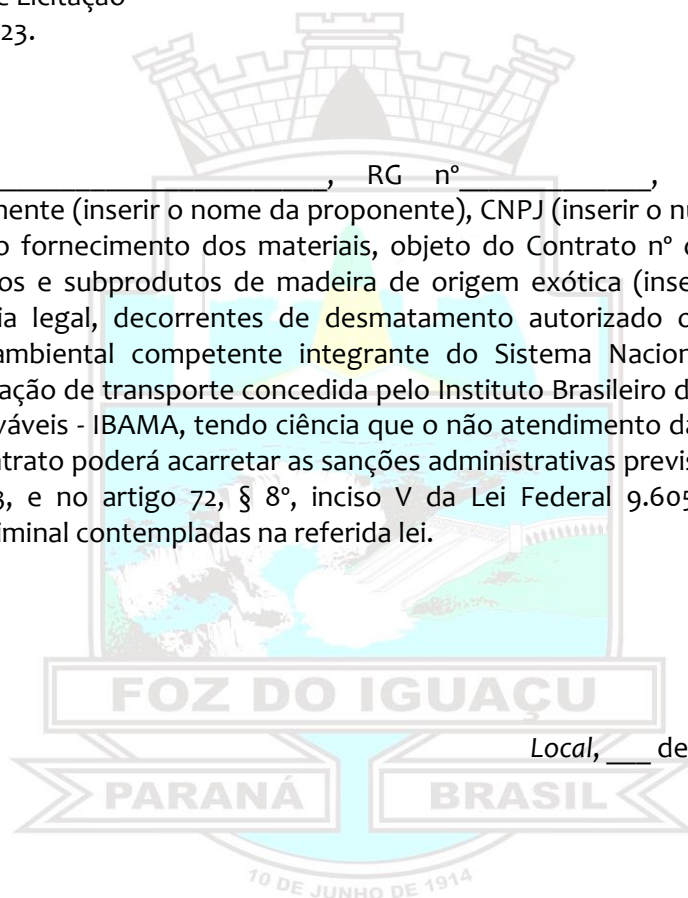 e Licitação
23.
____________________, RG nº____________,
nente (inserir o nome da proponente), CNPJ (inserir o nu
o fornecimento dos materiais, objeto do Contrato nº
os e subprodutos de madeira de origem exótica (inse
ia legal, decorrentes de desmatamento autorizado
ambiental competente integrante do Sistema Nacion
ação de transporte concedida pelo Instituto Brasileiro d
váveis - IBAMA, tendo ciência que o não atendimento da
ntrato poderá acarretar as sanções administrativas previs
3, e no artigo 72, § 8º, inciso V da Lei Federal 9.605
iminal contempladas na referida lei.
FOZ DO IGUAÇU
Local, ___ de
PARANÁ BRASIL
10 DE JUNHO DE 1914